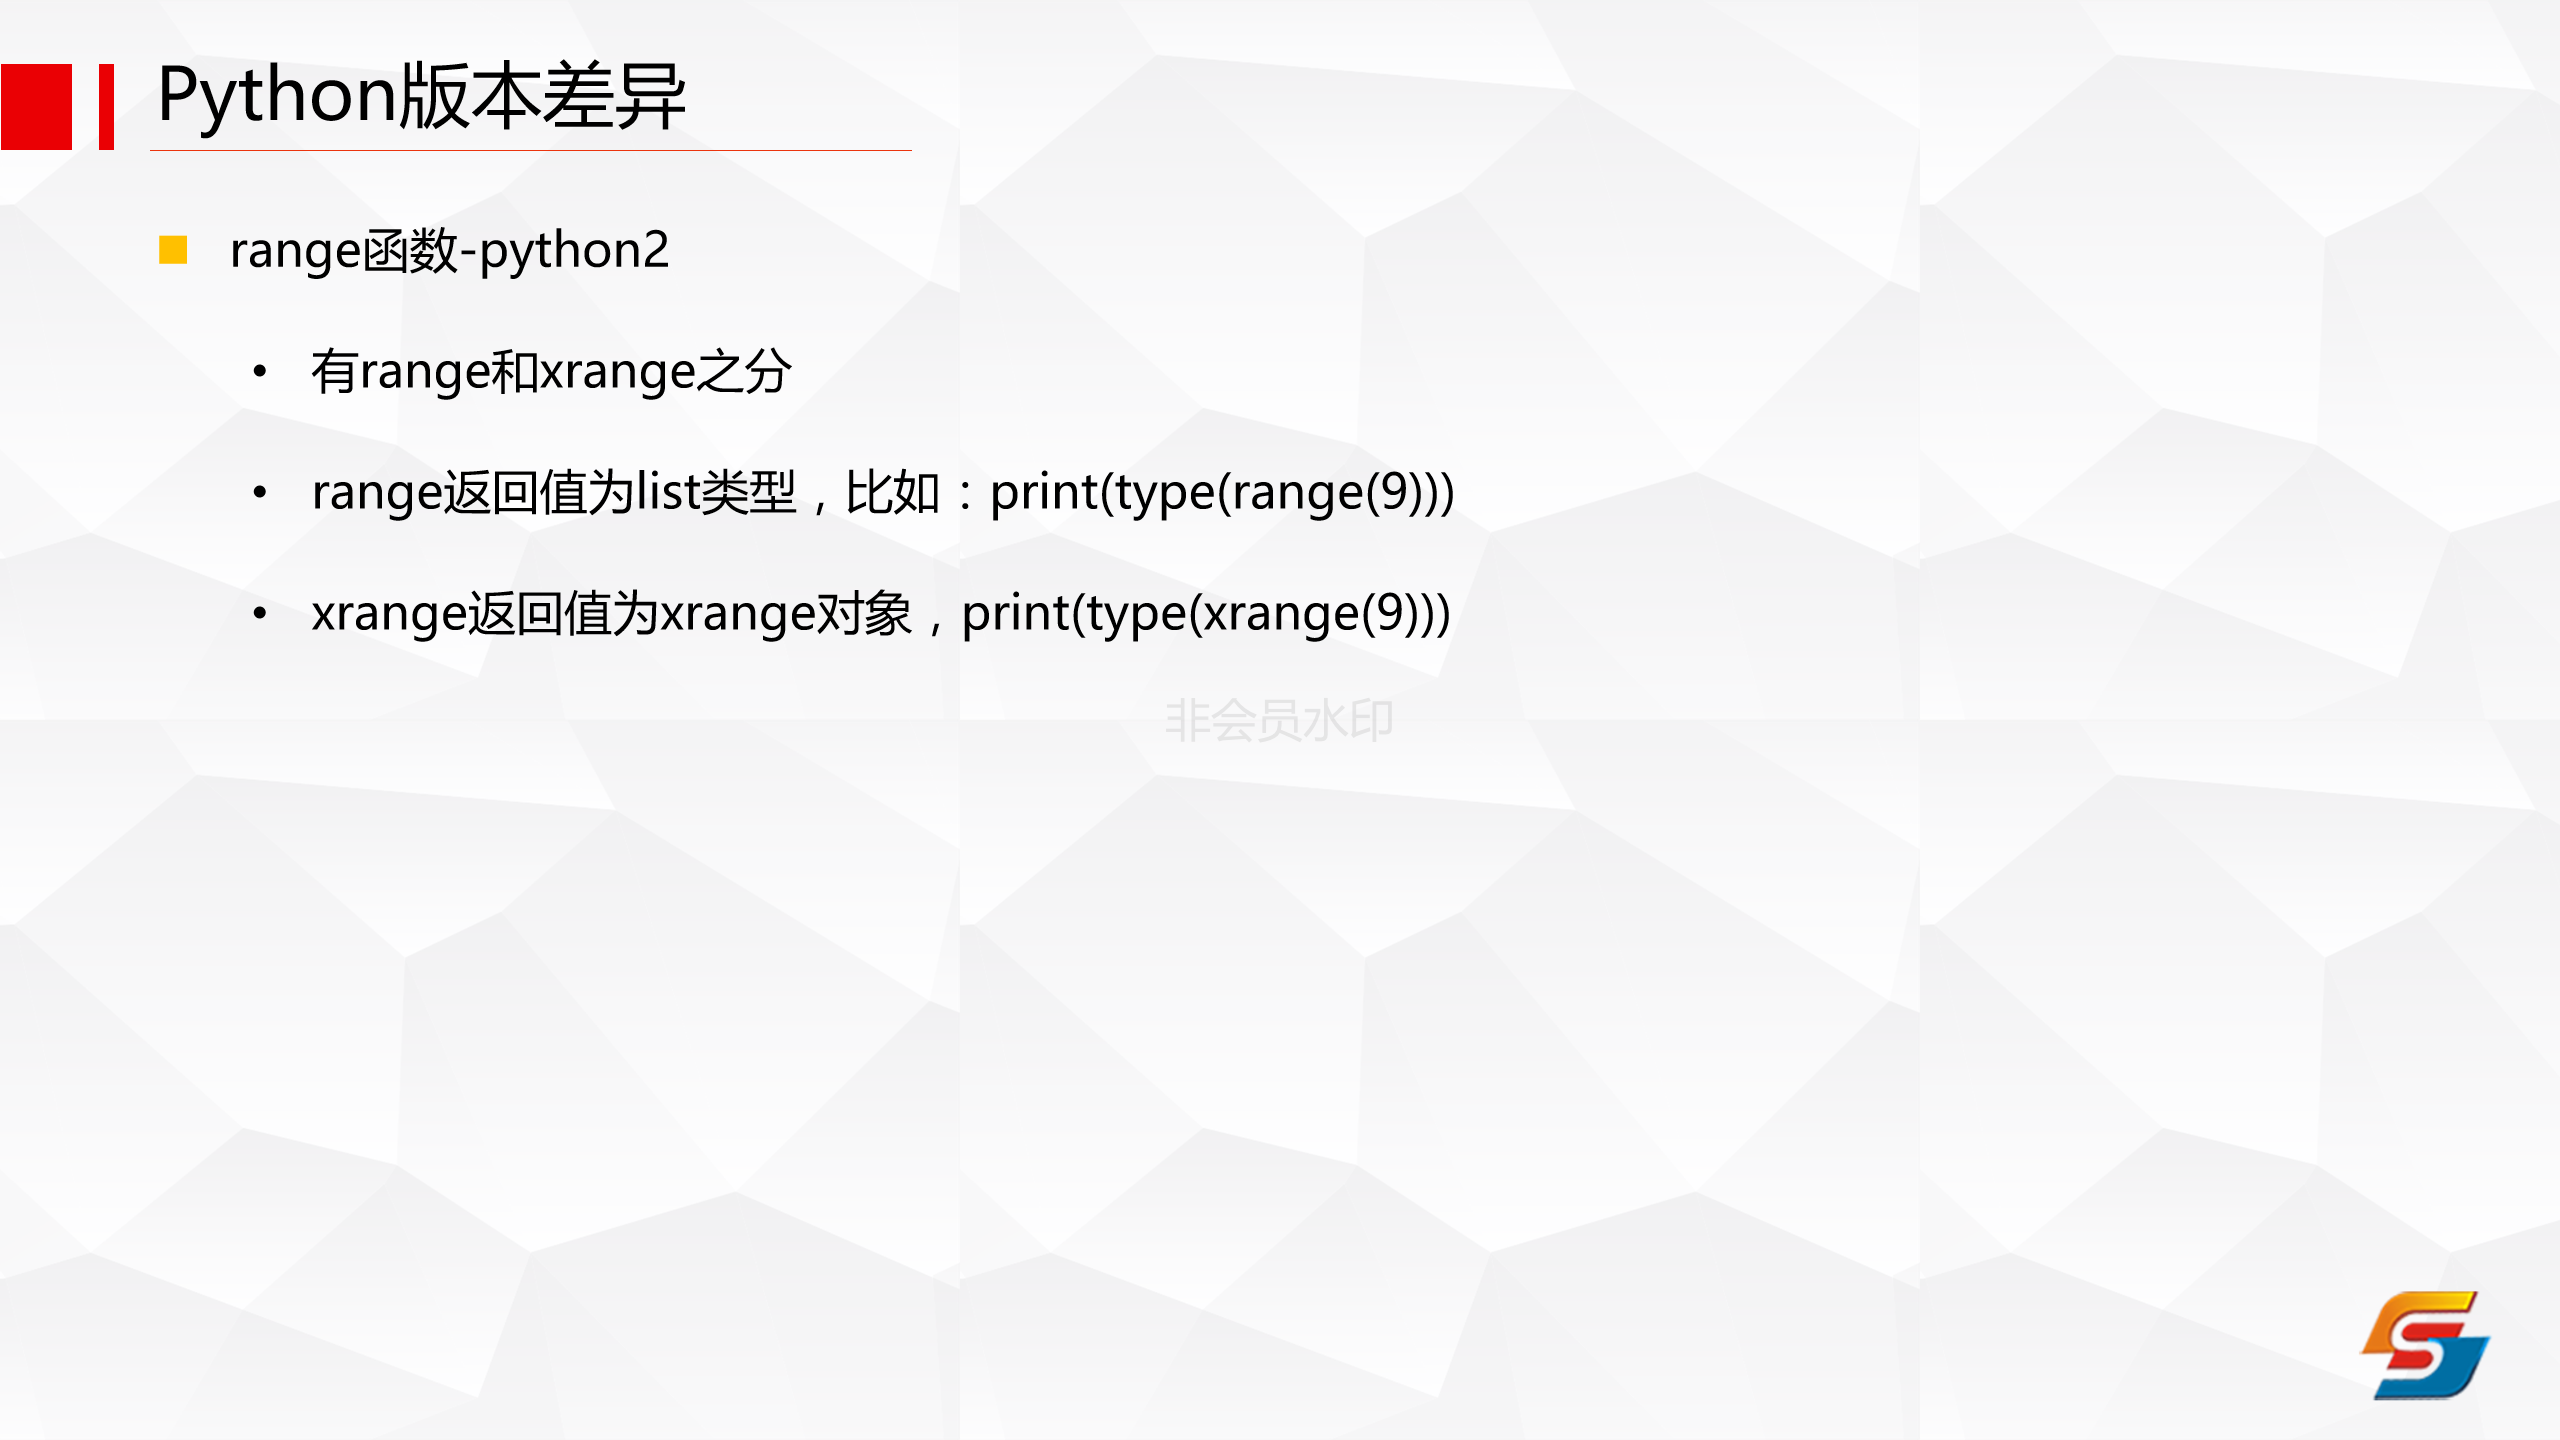 Python版本差异
range函数-python2
有range和xrange之分
range返回值为list类型，比如：print(type(range(9)))
xrange返回值为xrange对象，print(type(xrange(9)))
非会员水印